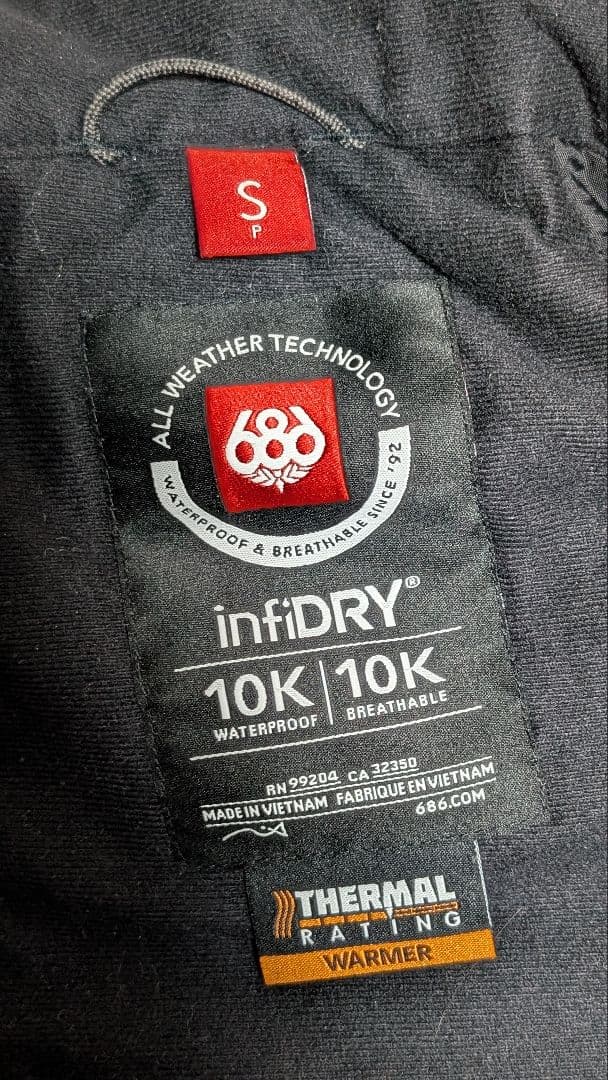 S
P
ALL WEATHER TECHNOLOGY
686
WATERPROOF & BREATHABLE SINCE '92
infiDRY®
10K 10K
WATERPROOF BREATHABLE
RN 99204 CA 32350
MADE IN VIETNAM FABRIQUE EN VIETNAM
686.COM
THERMAL
RATING
WARMER